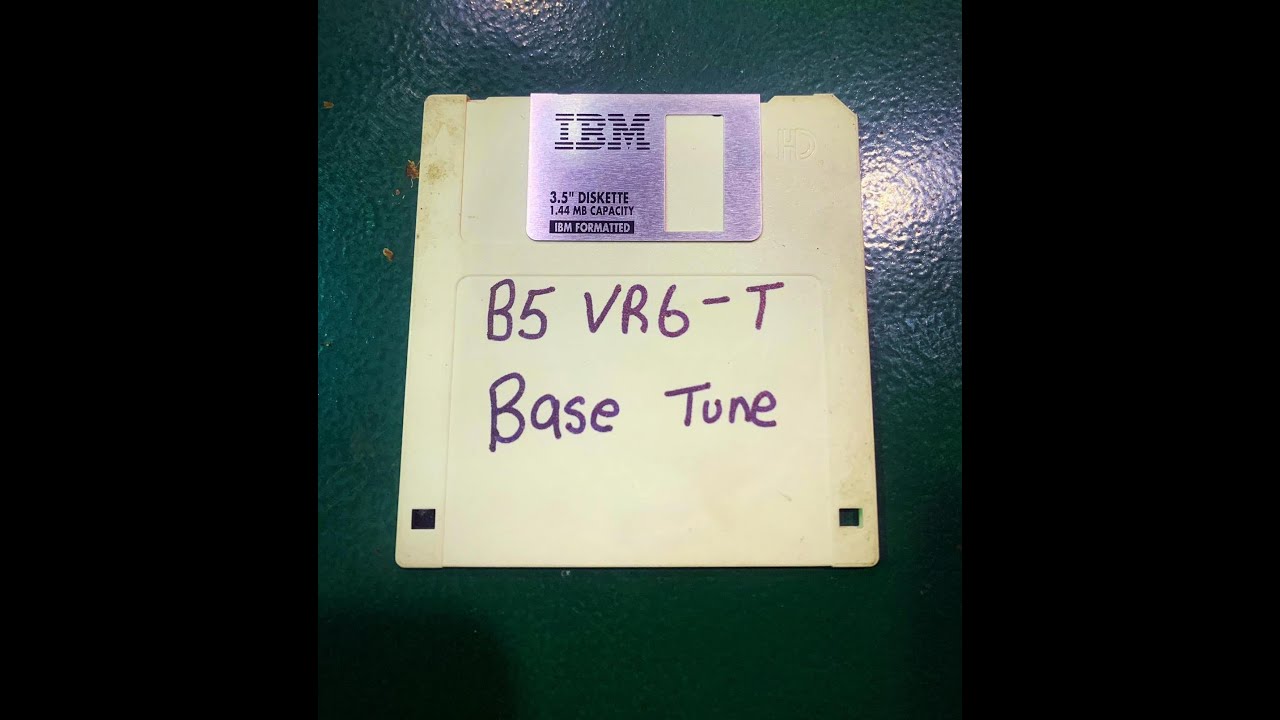 IBM
HD
3.5" DISKETTE
1.44 MB CAPACITY
IBM FORMATTED
B5 VR6-T
Base Tune